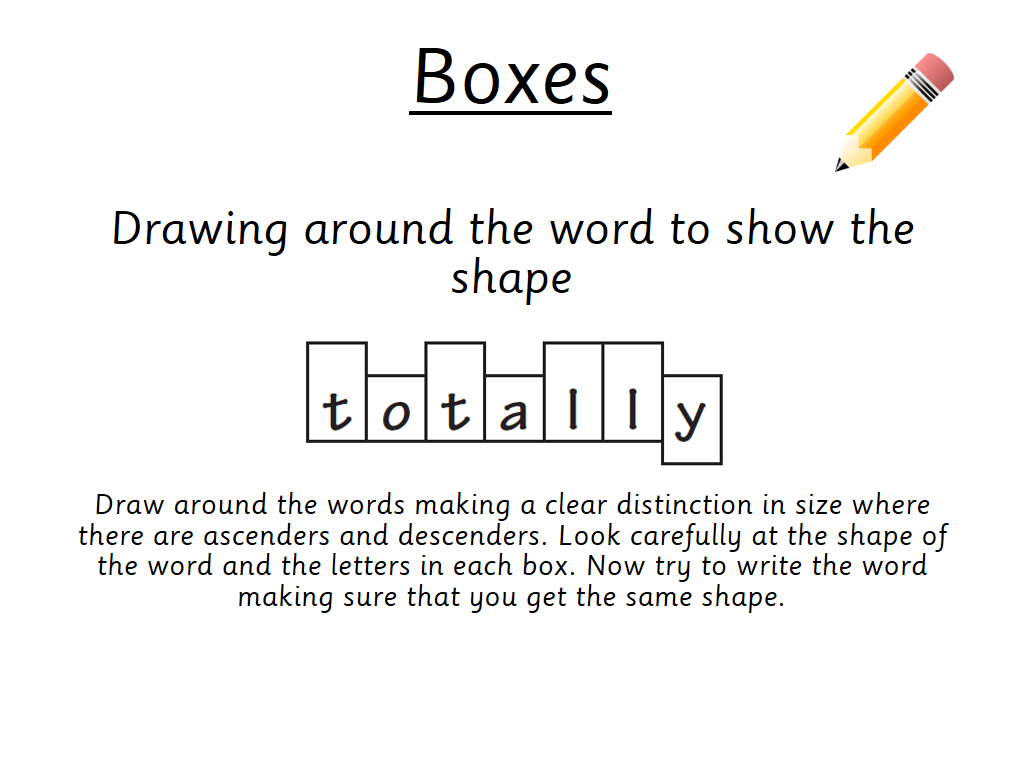 Boxes
Drawing around the word to show the
shape
totally
Draw around the words making a clear distinction in size where
there are ascenders and descenders. Look carefully at the shape of
the word and the letters in each box. Now try to write the word
making sure that you get the same shape.